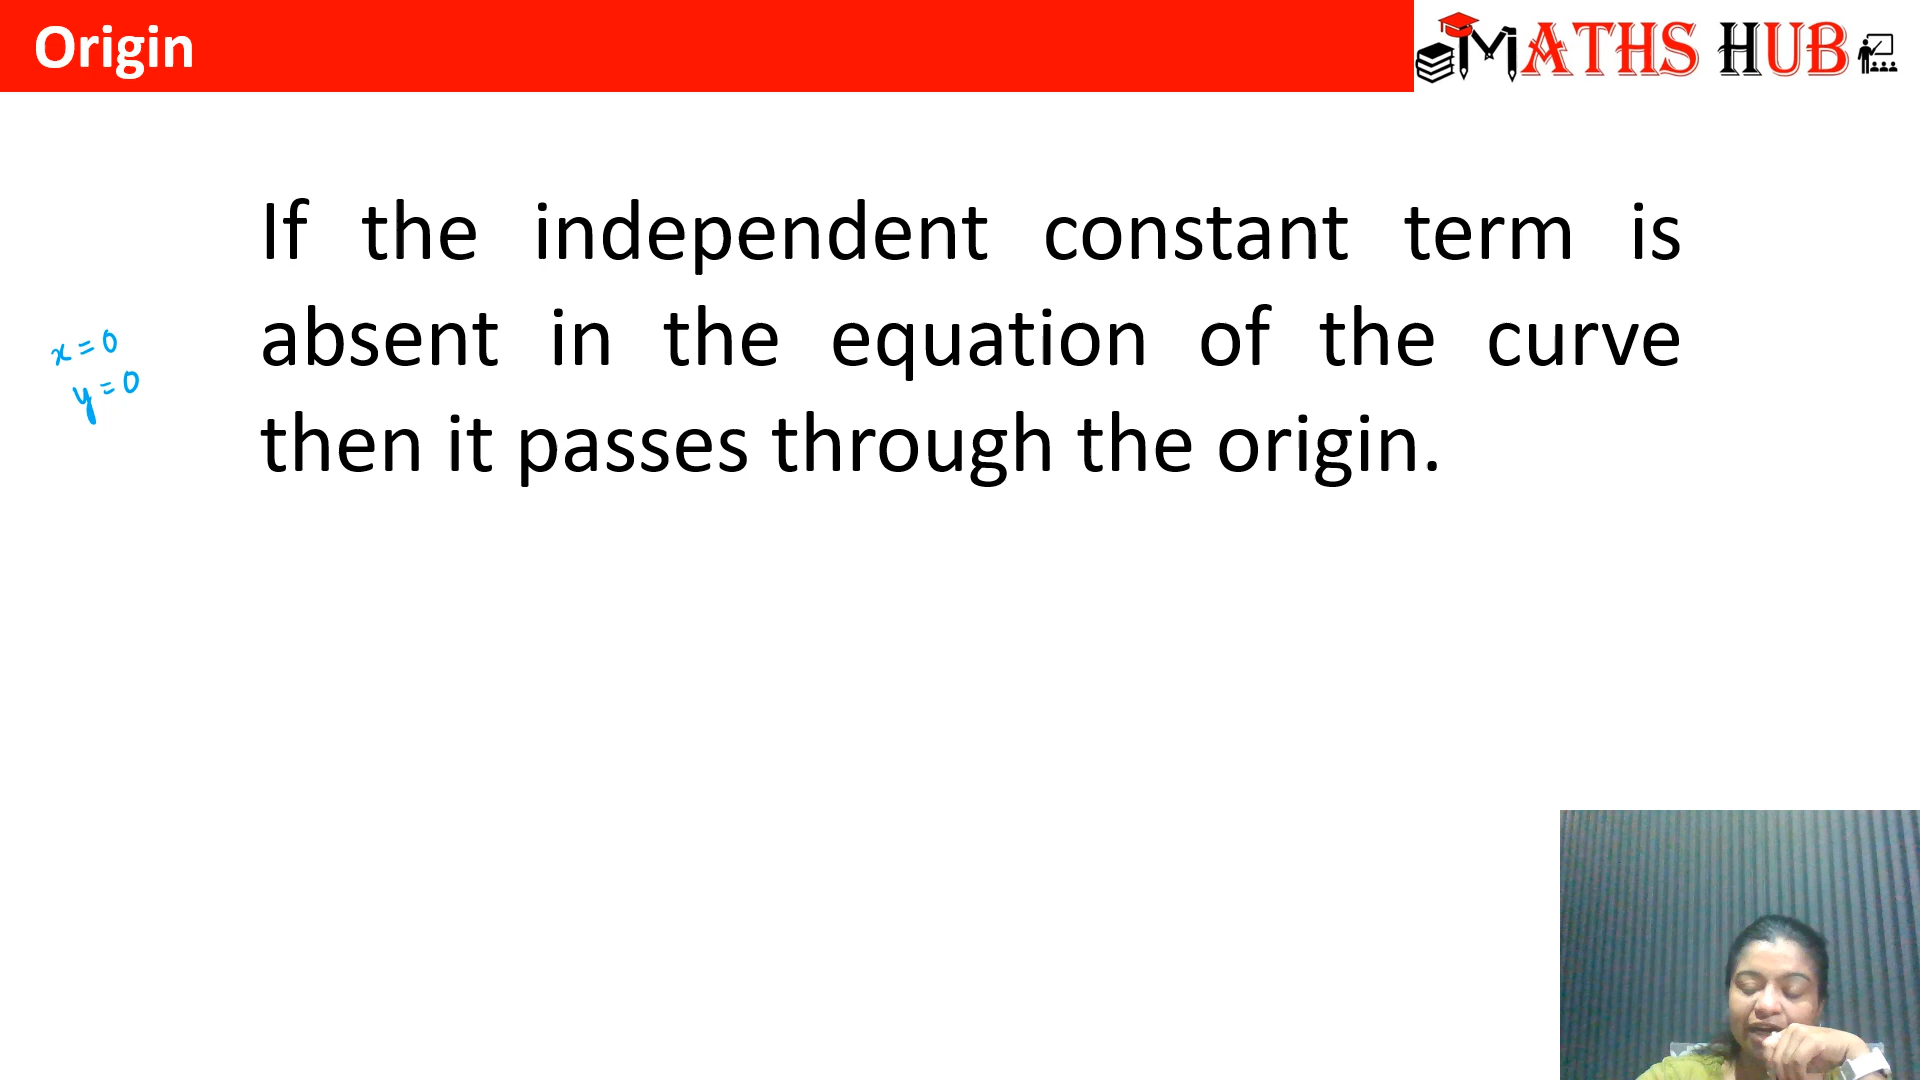 Origin
MATHS HUB
If the independent constant term is
absent in the equation of the curve
then it passes through the origin.
x = 0
y = 0